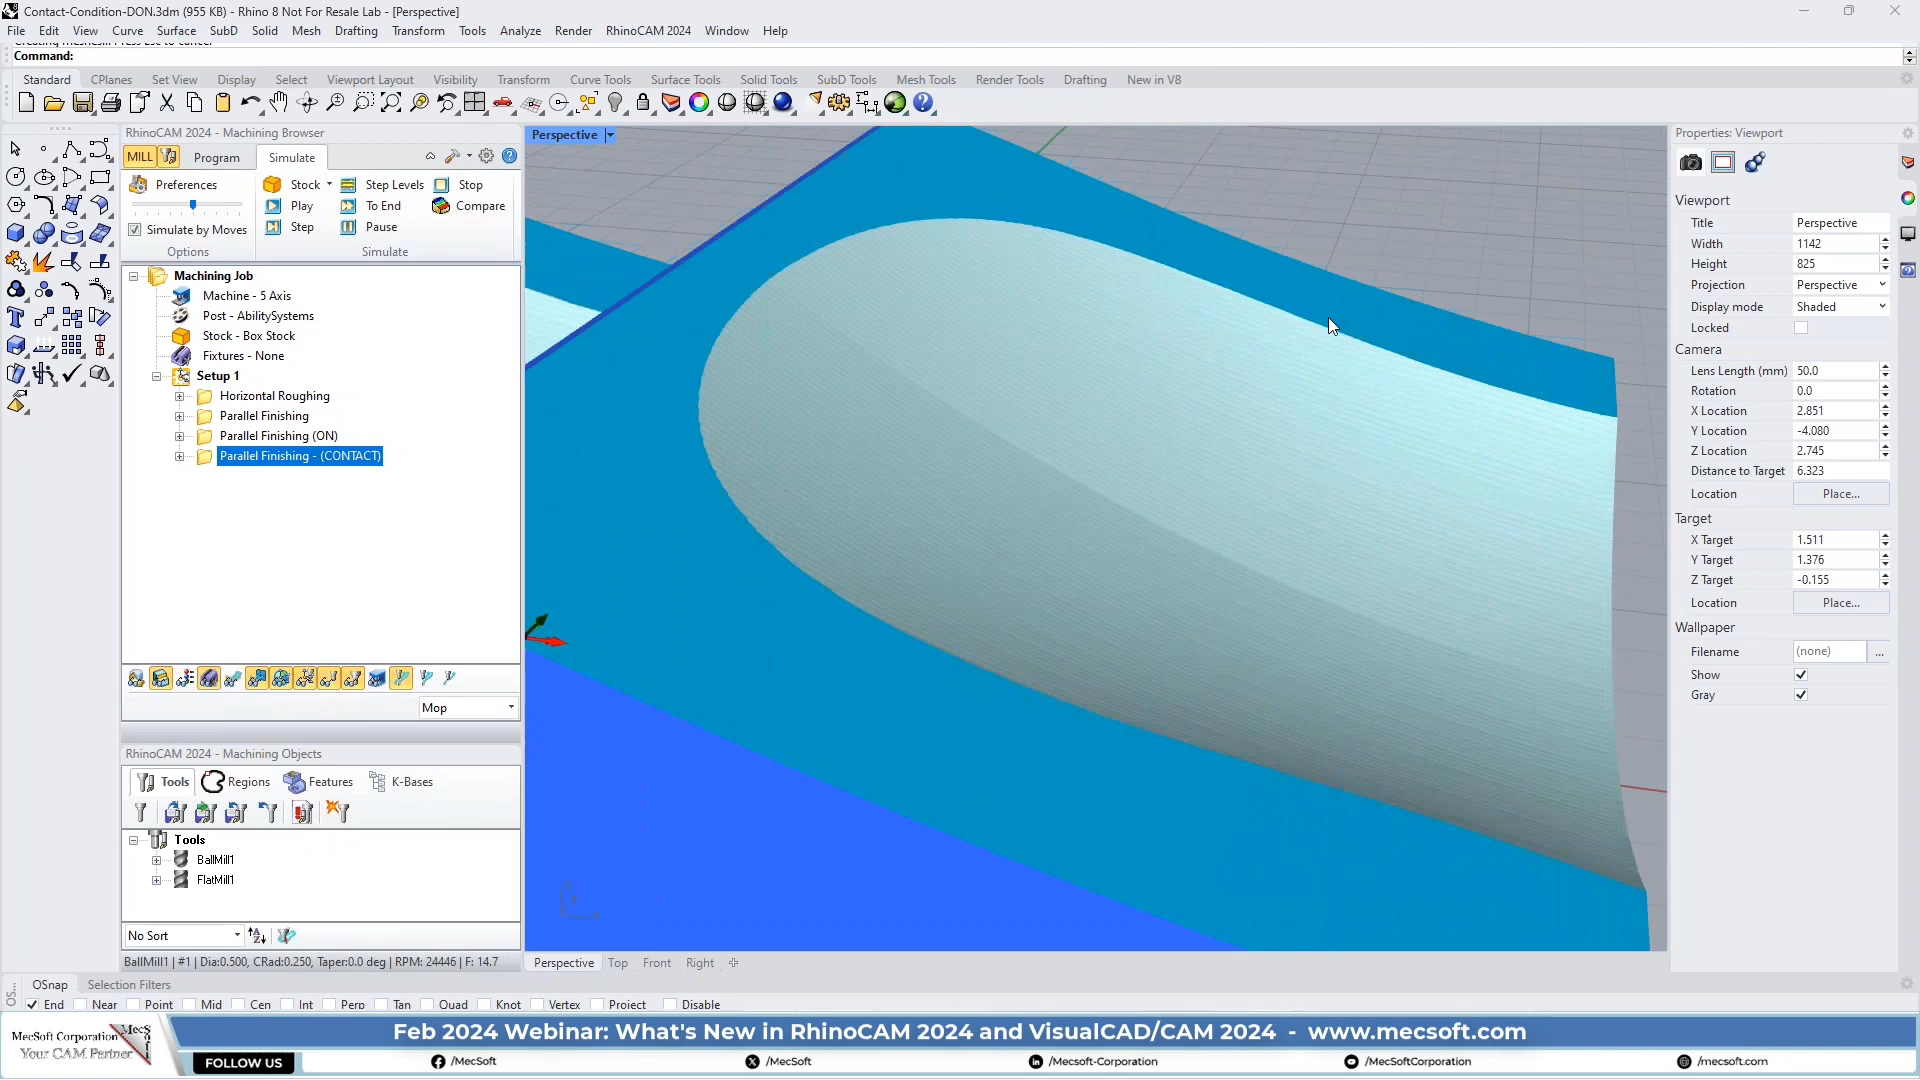 Contact-Condition-DON.3dm (955 KB) - Rhino 8 Not For Resale Lab - [Perspective]
File Edit View Curve Surface SubD Solid Mesh Drafting Transform Tools Analyze Render RhinoCAM 2024 Window Help
Command:
Standard CPlanes Set View Display Select Viewport Layout Visibility Transform Curve Tools Surface Tools Solid Tools SubD Tools Mesh Tools Render Tools Drafting New in V8
RhinoCAM 2024 - Machining Browser
MILL Program Simulate
Preferences
Simulate by Moves
Options
Stock Step Levels Stop
Play To End Compare
Step Pause
Simulate
Machining Job
Machine - 5 Axis
Post - AbilitySystems
Stock - Box Stock
Fixtures - None
Setup 1
Horizontal Roughing
Parallel Finishing
Parallel Finishing (ON)
Parallel Finishing - (CONTACT)
Mop
RhinoCAM 2024 - Machining Objects
Tools Regions Features K-Bases
Tools
BallMill1
FlatMill1
No Sort
BallMill1 | #1 | Dia:0.500, CRad:0.250, Taper:0.0 deg | RPM: 24446 | F: 14.7
Perspective
Perspective Top Front Right
Properties: Viewport
Viewport
Title Perspective
Width 1142
Height 825
Projection Perspective
Display mode Shaded
Locked
Camera
Lens Length (mm) 50.0
Rotation 0.0
X Location 2.851
Y Location -4.080
Z Location 2.745
Distance to Target 6.323
Location Place...
Target
X Target 1.511
Y Target 1.376
Z Target -0.155
Location Place...
Wallpaper
Filename (none) ...
Show
Gray
OSnap Selection Filters
End Near Point Mid Cen Int Perp Tan Quad Knot Vertex Project Disable
MecSoft Corporation
Your CAM Partner
Feb 2024 Webinar: What's New in RhinoCAM 2024 and VisualCAD/CAM 2024 - www.mecsoft.com
FOLLOW US /MecSoft /MecSoft /Mecsoft-Corporation /MecSoftCorporation /mecsoft.com